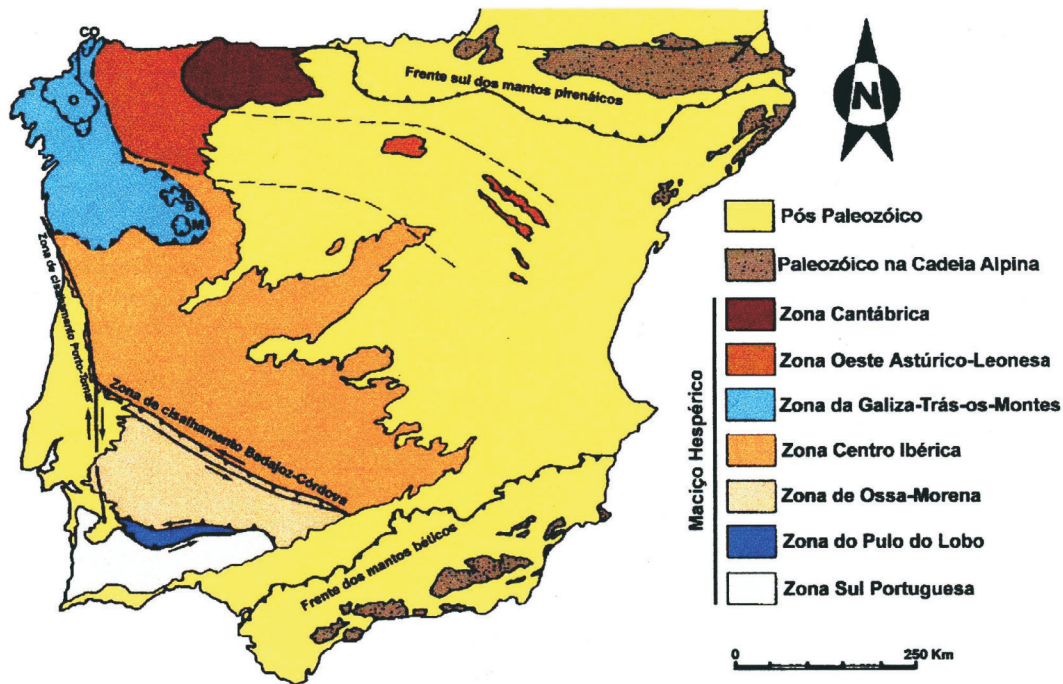 CO
Frente sul dos mantos pirenáicos
N
B
M
Zona de cisalhamento Porto-Tomar
Zona de cisalhamento Badajoz-Córdova
Frente dos mantos béticos
Pós Paleozóico
Paleozóico na Cadeia Alpina
Maciço Hespérico
Zona Cantábrica
Zona Oeste Astúrico-Leonesa
Zona da Galiza-Trás-os-Montes
Zona Centro Ibérica
Zona de Ossa-Morena
Zona do Pulo do Lobo
Zona Sul Portuguesa
0 250 Km